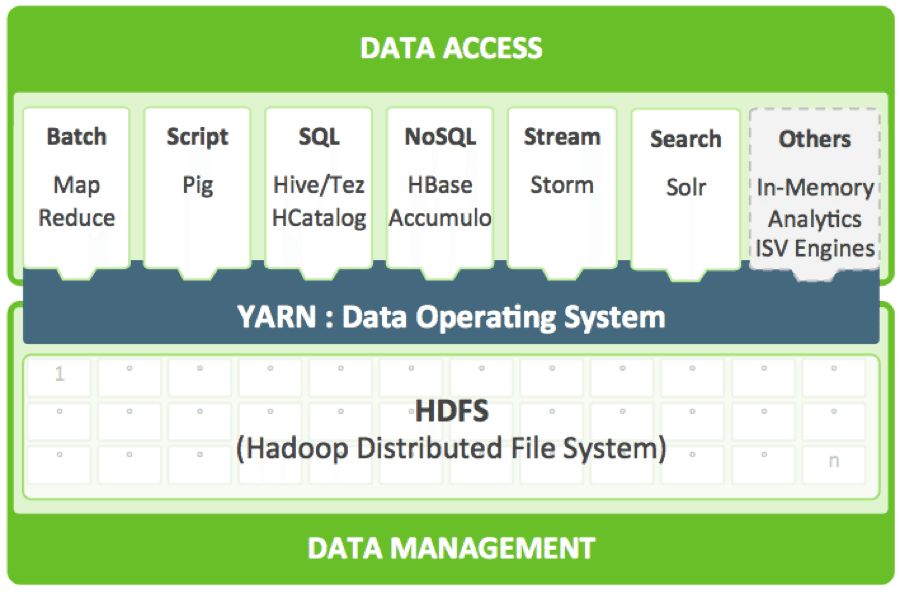 DATA ACCESS
Batch
Map
Reduce
Script
Pig
SQL
Hive/Tez
HCatalog
NoSQL
HBase
Accumulo
Stream
Storm
Search
Solr
Others
In-Memory
Analytics
ISV Engines
YARN : Data Operating System
1
HDFS
(Hadoop Distributed File System)
n
DATA MANAGEMENT